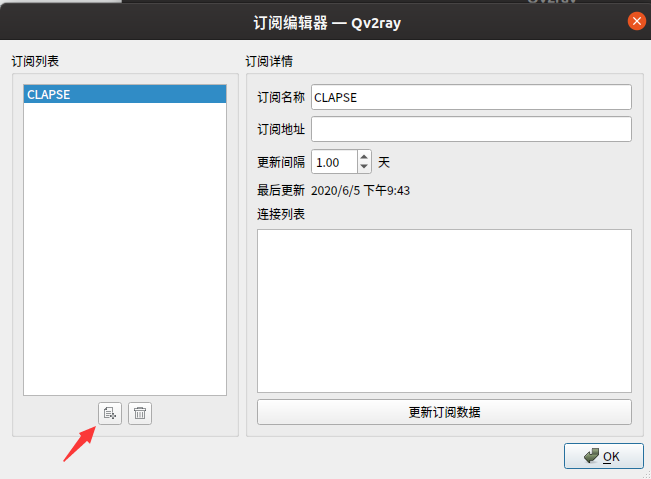 订阅编辑器 — Qv2ray
订阅列表
CLAPSE
订阅详情
订阅名称 CLAPSE
订阅地址
更新间隔 1.00 天
最后更新 2020/6/5 下午9:43
连接列表
更新订阅数据
OK